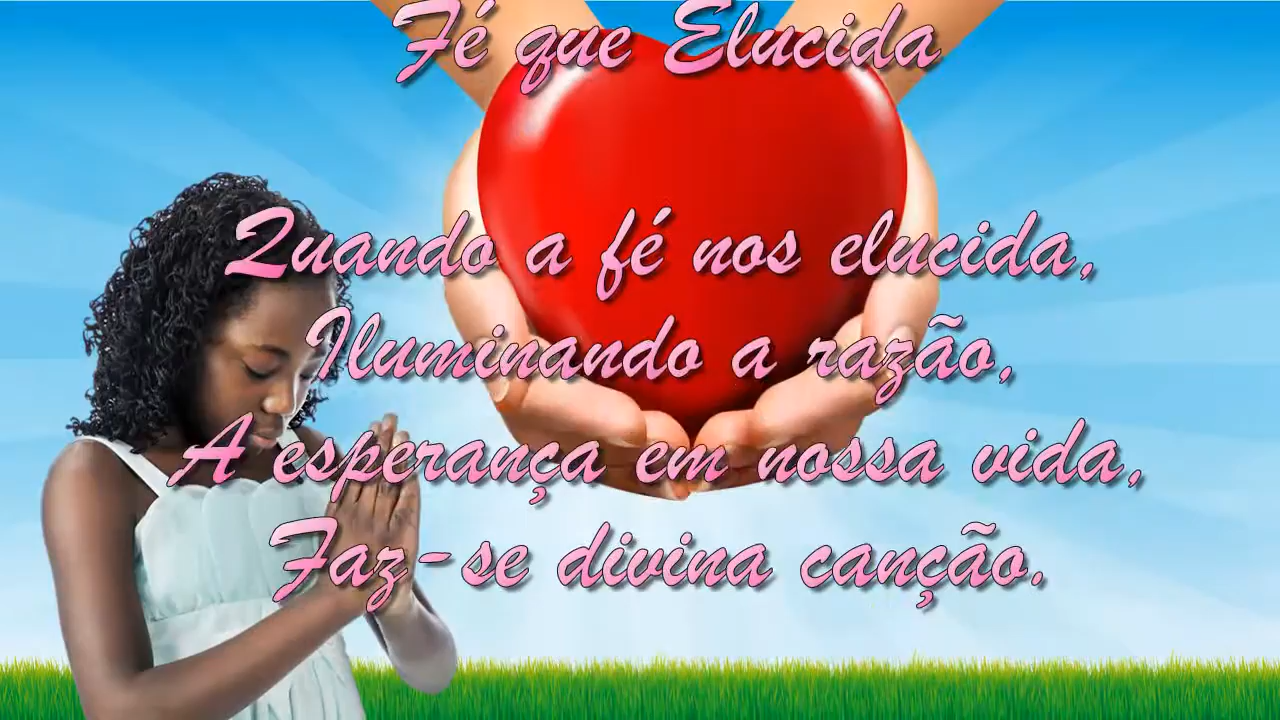 Fé que Elucida
Quando a fé nos elucida,
Iluminando a razão,
A esperança em nossa vida,
Faz-se divina canção.